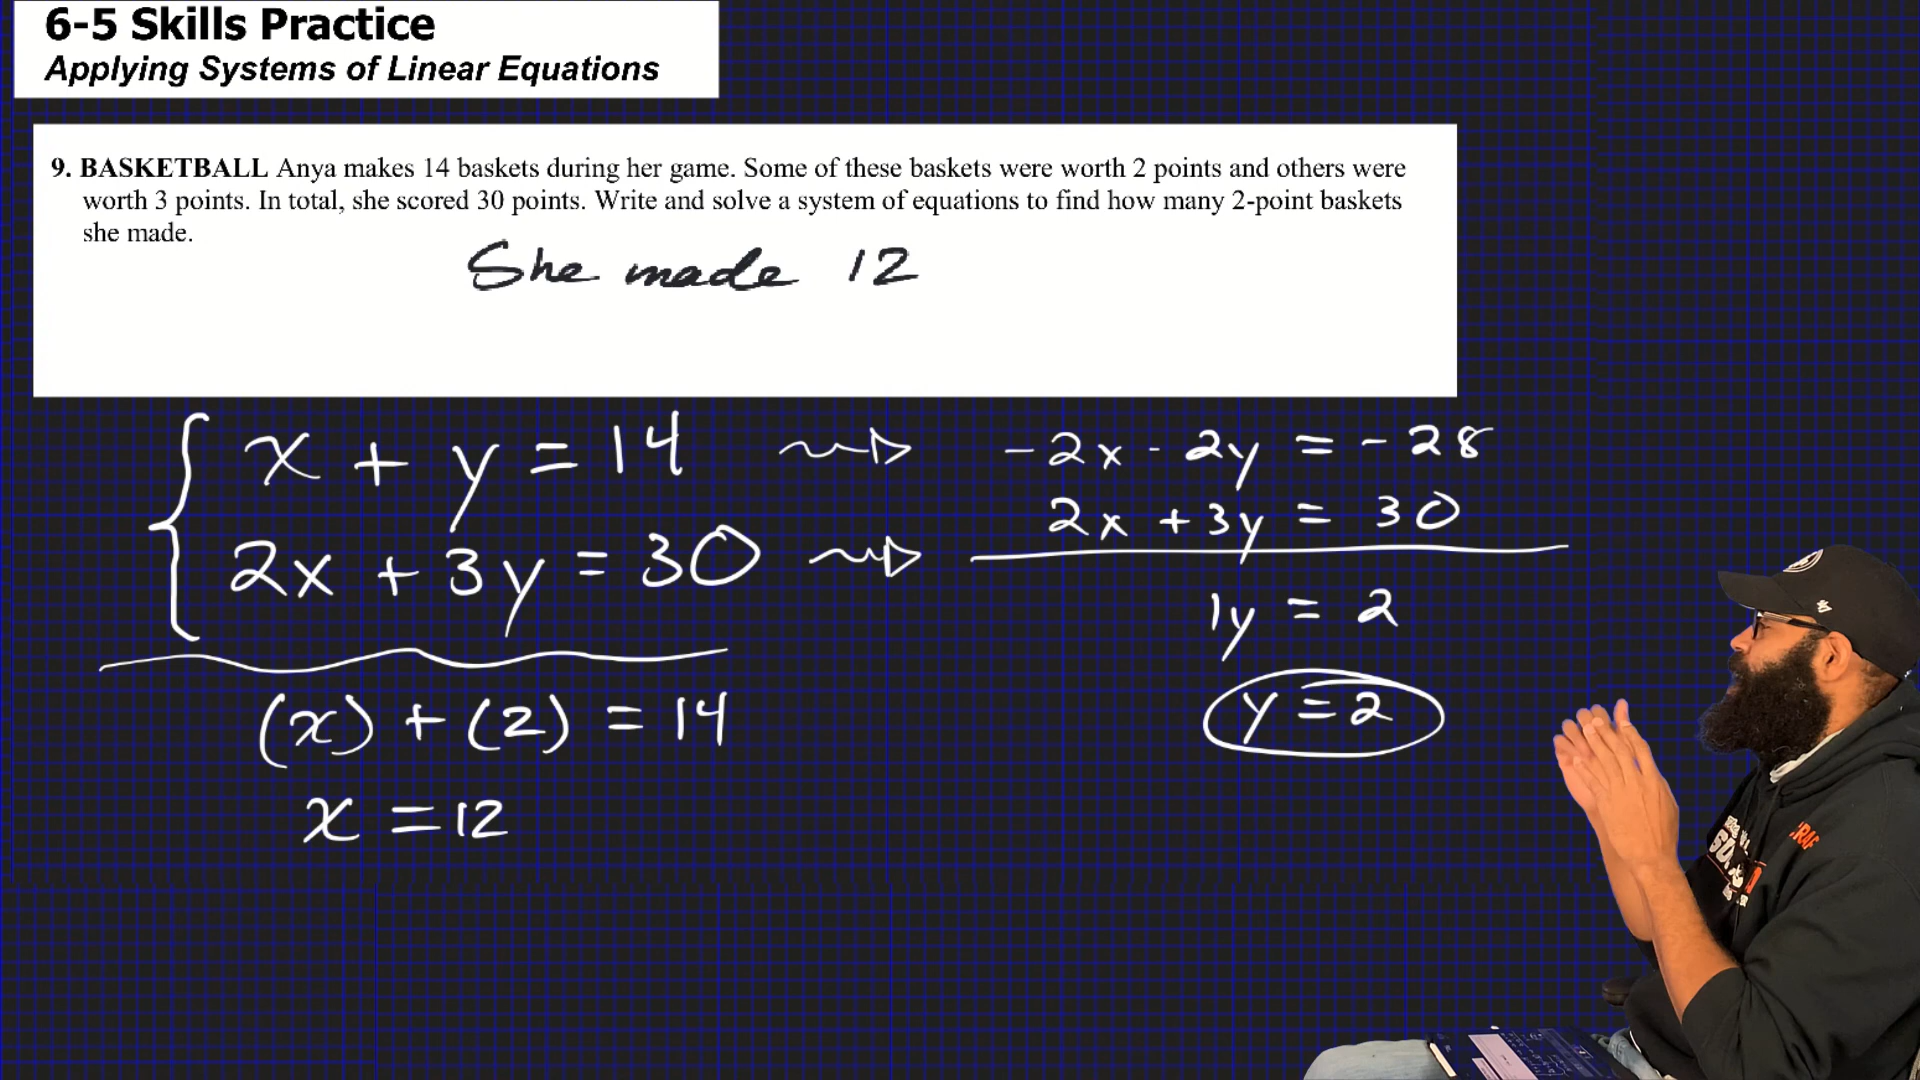 6-5 Skills Practice
Applying Systems of Linear Equations
9. BASKETBALL Anya makes 14 baskets during her game. Some of these baskets were worth 2 points and others were
worth 3 points. In total, she scored 30 points. Write and solve a system of equations to find how many 2-point baskets
she made.
She made 12
x + y = 14
2x + 3y = 30
(x) + (2) = 14
x = 12
-2x - 2y = -28
2x + 3y = 30
1y = 2
y = 2